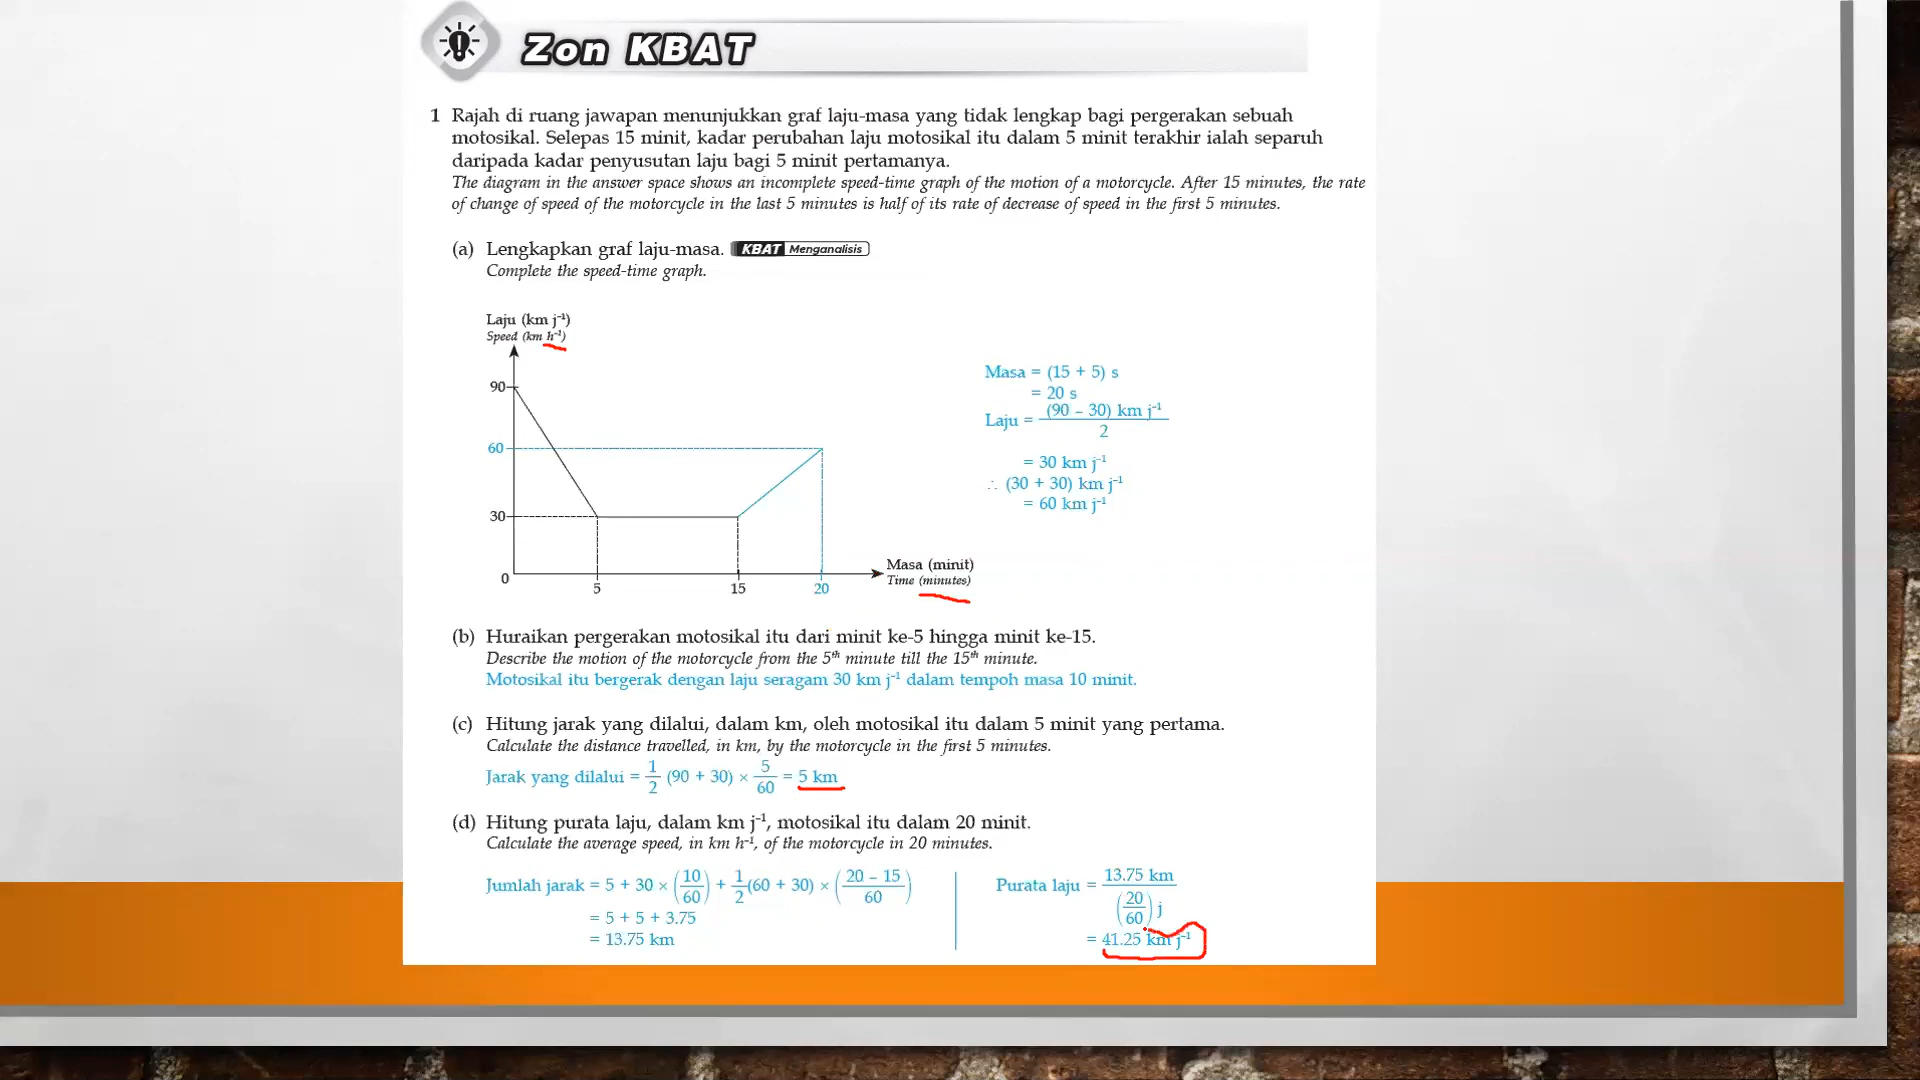 Zon KBAT
1 Rajah di ruang jawapan menunjukkan graf laju-masa yang tidak lengkap bagi pergerakan sebuah
motosikal. Selepas 15 minit, kadar perubahan laju motosikal itu dalam 5 minit terakhir ialah separuh
daripada kadar penyusutan laju bagi 5 minit pertamanya.
The diagram in the answer space shows an incomplete speed-time graph of the motion of a motorcycle. After 15 minutes, the rate
of change of speed of the motorcycle in the last 5 minutes is half of its rate of decrease of speed in the first 5 minutes.
(a) Lengkapkan graf laju-masa. KBAT Menganalisis
Complete the speed-time graph.
Laju (km j⁻¹)
Speed (km h⁻¹)
90
60
30
0
5
15
20
Masa (minit)
Time (minutes)
Masa = (15 + 5) s
= 20 s
Laju = (90 – 30) km j⁻¹ / 2
= 30 km j⁻¹
∴ (30 + 30) km j⁻¹
= 60 km j⁻¹
(b) Huraikan pergerakan motosikal itu dari minit ke-5 hingga minit ke-15.
Describe the motion of the motorcycle from the 5th minute till the 15th minute.
Motosikal itu bergerak dengan laju seragam 30 km j⁻¹ dalam tempoh masa 10 minit.
(c) Hitung jarak yang dilalui, dalam km, oleh motosikal itu dalam 5 minit yang pertama.
Calculate the distance travelled, in km, by the motorcycle in the first 5 minutes.
Jarak yang dilalui = 1/2 (90 + 30) × 5/60 = 5 km
(d) Hitung purata laju, dalam km j⁻¹, motosikal itu dalam 20 minit.
Calculate the average speed, in km h⁻¹, of the motorcycle in 20 minutes.
Jumlah jarak = 5 + 30 × (10/60) + 1/2(60 + 30) × (20 – 15/60)
= 5 + 5 + 3.75
= 13.75 km
Purata laju = 13.75 km / (20/60) j
= 41.25 km j⁻¹